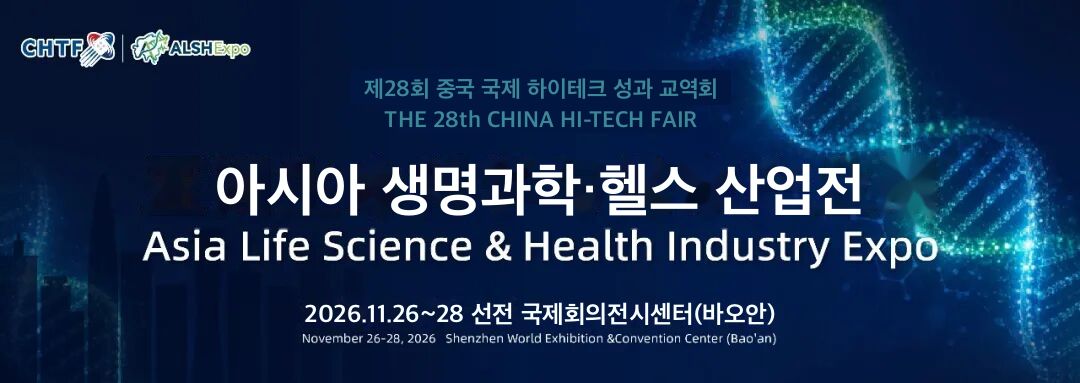 CHTF ALSHExpo
제28회 중국 국제 하이테크 성과 교역회
THE 28th CHINA HI-TECH FAIR
아시아 생명과학·헬스 산업전
Asia Life Science & Health Industry Expo
2026.11.26~28 선전 국제회의전시센터(바오안)
November 26-28, 2026 Shenzhen World Exhibition &Convention Center (Bao'an)